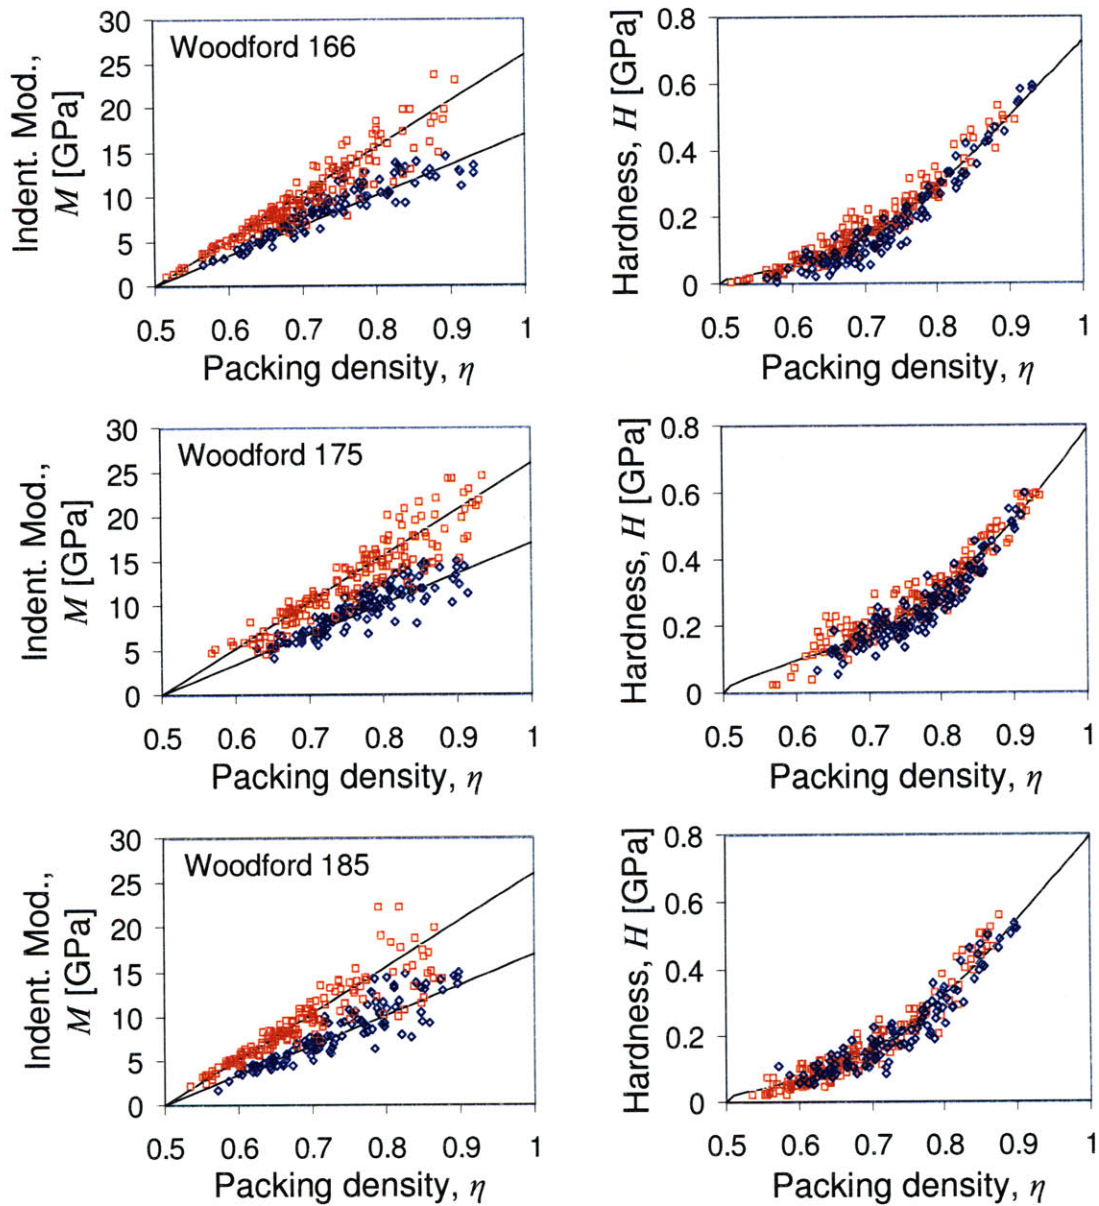 Woodford 166
Indent. Mod.,
M [GPa]
30
25
20
15
10
5
0
0.5 0.6 0.7 0.8 0.9 1
Packing density, η
Hardness, H [GPa]
0.8
0.6
0.4
0.2
0
0.5 0.6 0.7 0.8 0.9 1
Packing density, η
Woodford 175
Indent. Mod.,
M [GPa]
30
25
20
15
10
5
0
0.5 0.6 0.7 0.8 0.9 1
Packing density, η
Hardness, H [GPa]
0.8
0.6
0.4
0.2
0
0.5 0.6 0.7 0.8 0.9 1
Packing density, η
Woodford 185
Indent. Mod.,
M [GPa]
30
25
20
15
10
5
0
0.5 0.6 0.7 0.8 0.9 1
Packing density, η
Hardness, H [GPa]
0.8
0.6
0.4
0.2
0
0.5 0.6 0.7 0.8 0.9 1
Packing density, η